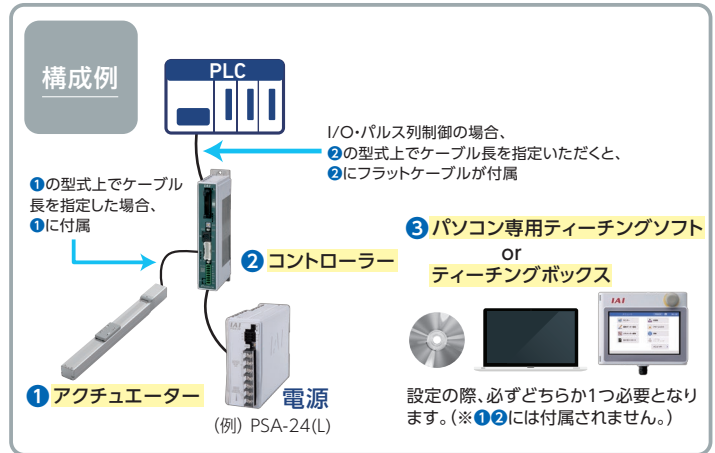 構成例
PLC
I/O・パルス列制御の場合、
❷の型式上でケーブル長を指定いただくと、
❷にフラットケーブルが付属
❶の型式上でケーブル
長を指定した場合、
❶に付属
❷ コントローラー
❸ パソコン専用ティーチングソフト
or
ティーチングボックス
IAI
IAI
❶ アクチュエーター
電源
(例) PSA-24(L)
設定の際、必ずどちらか1つ必要となり
ます。(※❶❷には付属されません。)